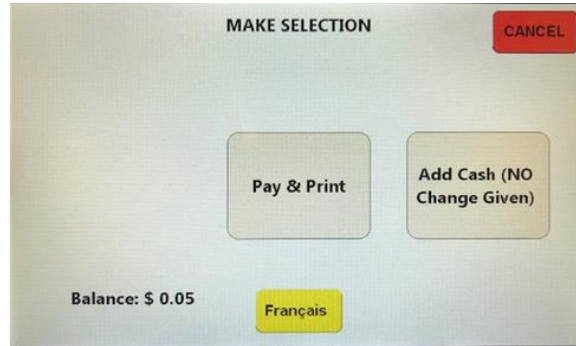 MAKE SELECTION
CANCEL
Pay & Print
Add Cash (NO
Change Given)
Balance: $ 0.05
Français